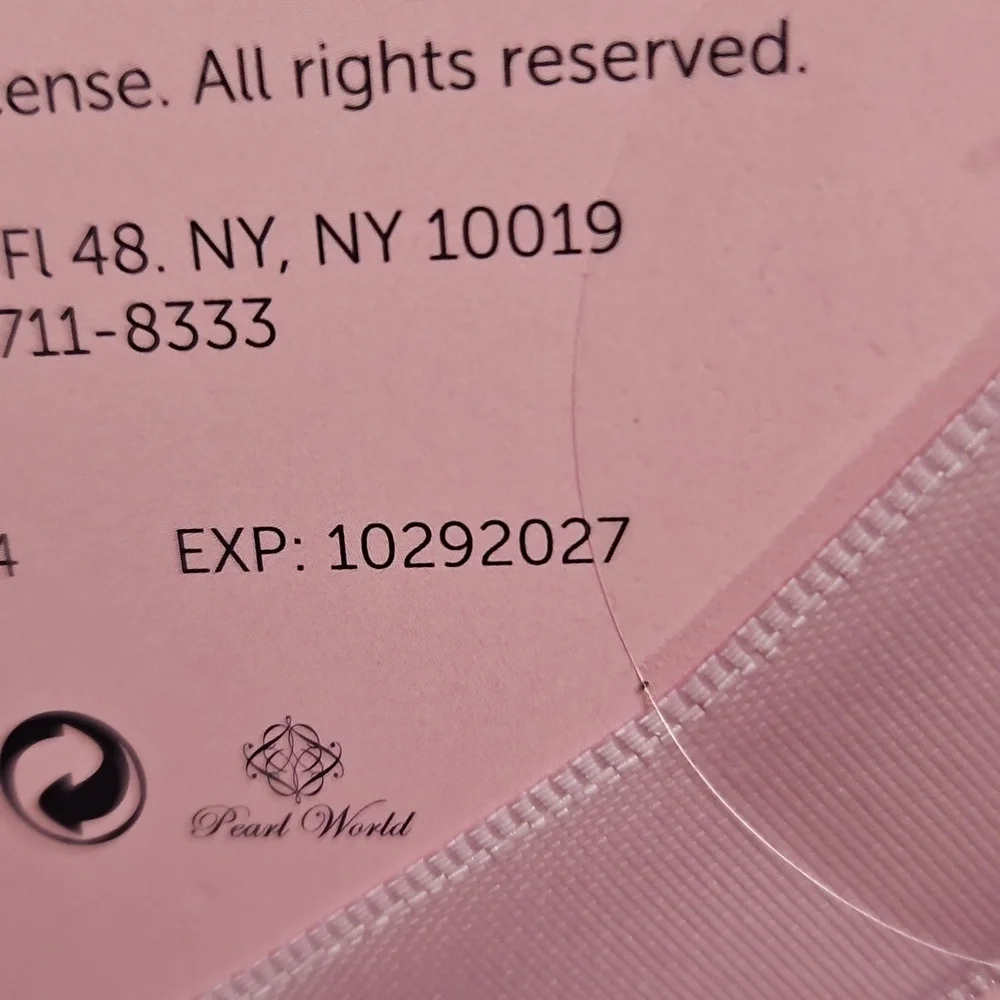 ense. All rights reserved.
Fl 48. NY, NY 10019
711-8333
4 EXP: 10292027
Pearl World